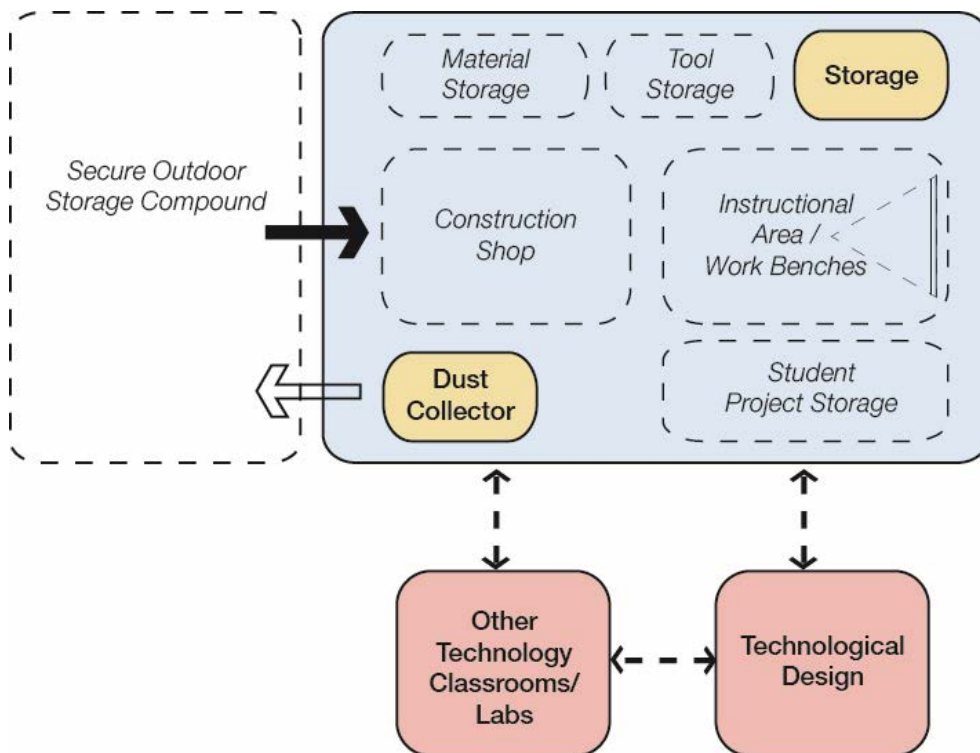 Material
Storage
Tool
Storage
Storage
Secure Outdoor
Storage Compound
Construction
Shop
Instructional
Area /
Work Benches
Dust
Collector
Student
Project Storage
Other
Technology
Classrooms/
Labs
Technological
Design